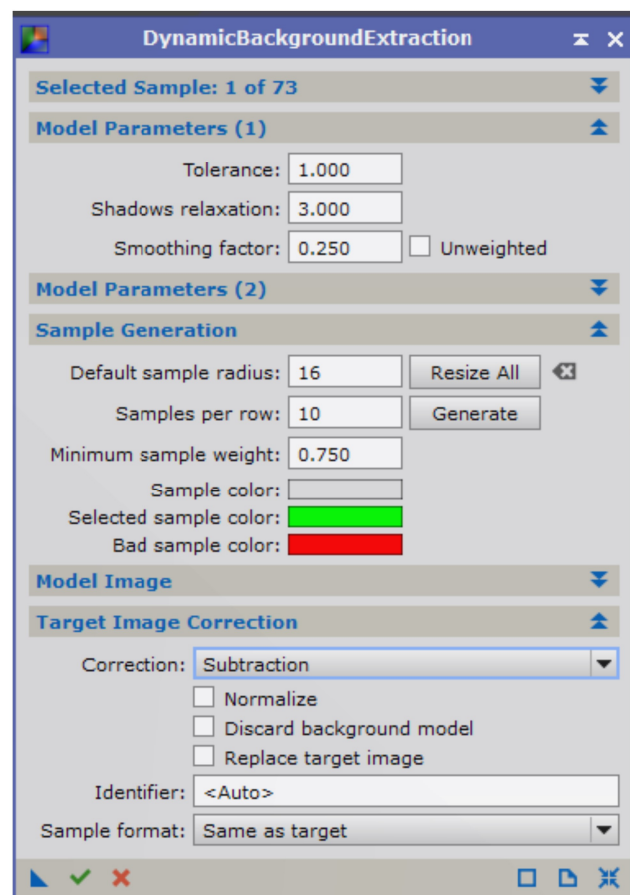 DynamicBackgroundExtraction
Selected Sample: 1 of 73
Model Parameters (1)
Tolerance: 1.000
Shadows relaxation: 3.000
Smoothing factor: 0.250 Unweighted
Model Parameters (2)
Sample Generation
Default sample radius: 16 Resize All
Samples per row: 10 Generate
Minimum sample weight: 0.750
Sample color:
Selected sample color:
Bad sample color:
Model Image
Target Image Correction
Correction: Subtraction
Normalize
Discard background model
Replace target image
Identifier: <Auto>
Sample format: Same as target